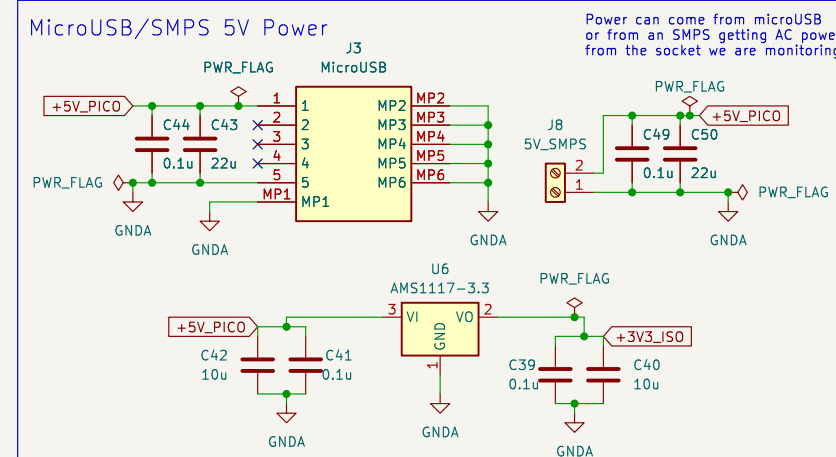 MicroUSB/SMPS 5V Power
Power can come from microUSB
or from an SMPS getting AC powe
from the socket we are monitoring
J3
MicroUSB
PWR_FLAG
+5V_PICO
C44
0.1u
C43
22u
PWR_FLAG
GNDA
GNDA
1
2
3
4
5
MP1
1
2
3
4
5
MP1
MP2
MP3
MP4
MP5
MP6
MP2
MP3
MP4
MP5
MP6
GNDA
J8
5V_SMPS
2
1
PWR_FLAG
+5V_PICO
C49
0.1u
C50
22u
PWR_FLAG
GNDA
U6
AMS1117-3.3
3
VI
VO
2
GND
1
GNDA
+5V_PICO
C42
10u
C41
0.1u
GNDA
PWR_FLAG
+3V3_ISO
C39
0.1u
C40
10u
GNDA